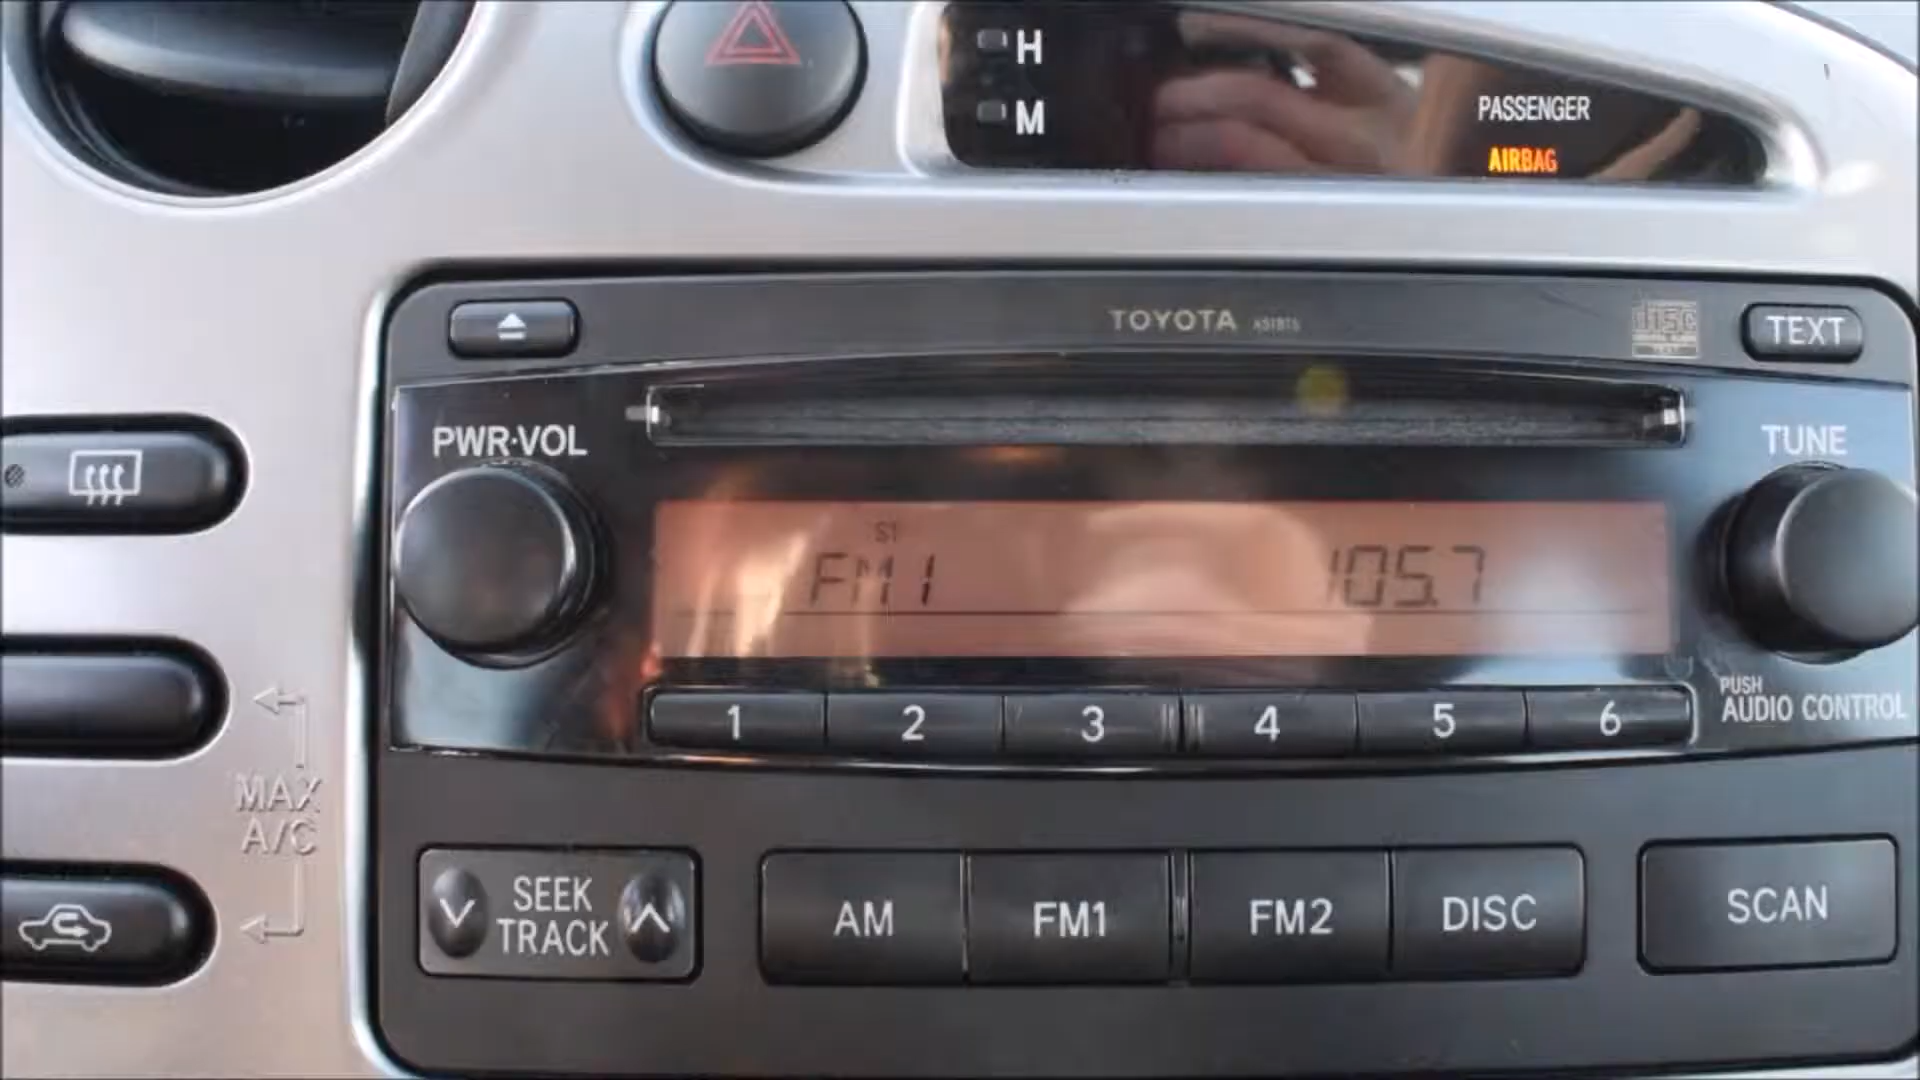 H
M
PASSENGER
AIRBAG
TOYOTA
DISC
TEXT
PWR·VOL
TUNE
S1
FM1
105.7
1 2 3 4 5 6
PUSH
AUDIO CONTROL
MAX
A/C
SEEK
TRACK
AM FM1 FM2 DISC SCAN